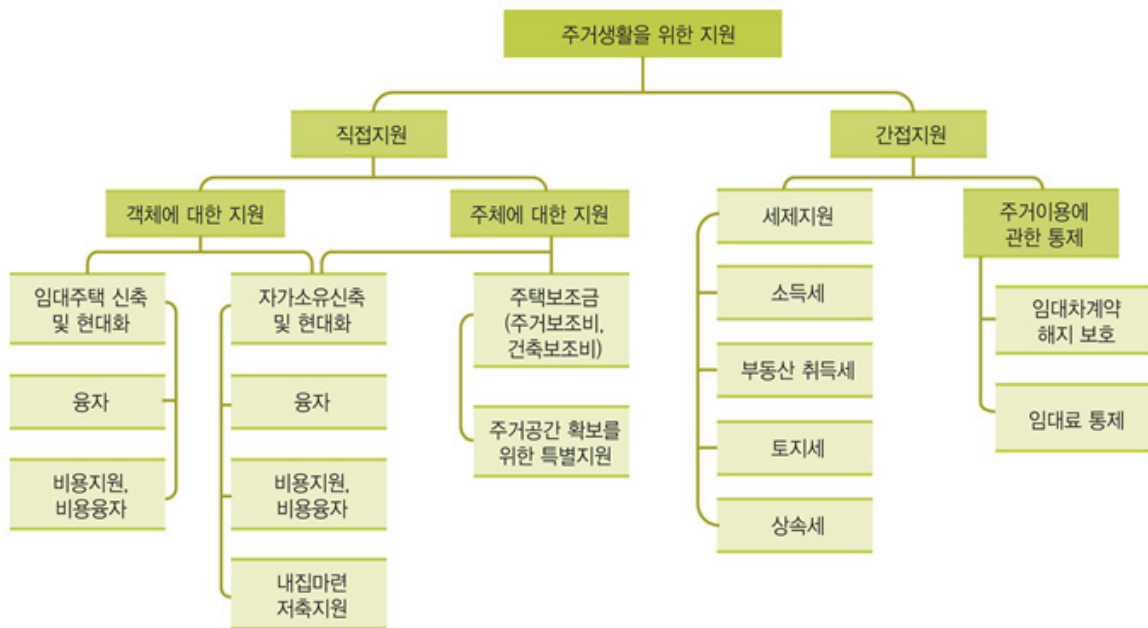 주거생활을 위한 지원
직접지원
간접지원
객체에 대한 지원
주체에 대한 지원
세제지원
주거이용에
관한 통제
임대주택 신축
및 현대화
자가소유신축
및 현대화
주택보조금
(주거보조비,
건축보조비)
소득세
임대차계약
해지 보호
융자
융자
부동산 취득세
주거공간 확보를
위한 특별지원
임대료 통제
토지세
비용지원,
비용융자
비용지원,
비용융자
상속세
내집마련
저축지원